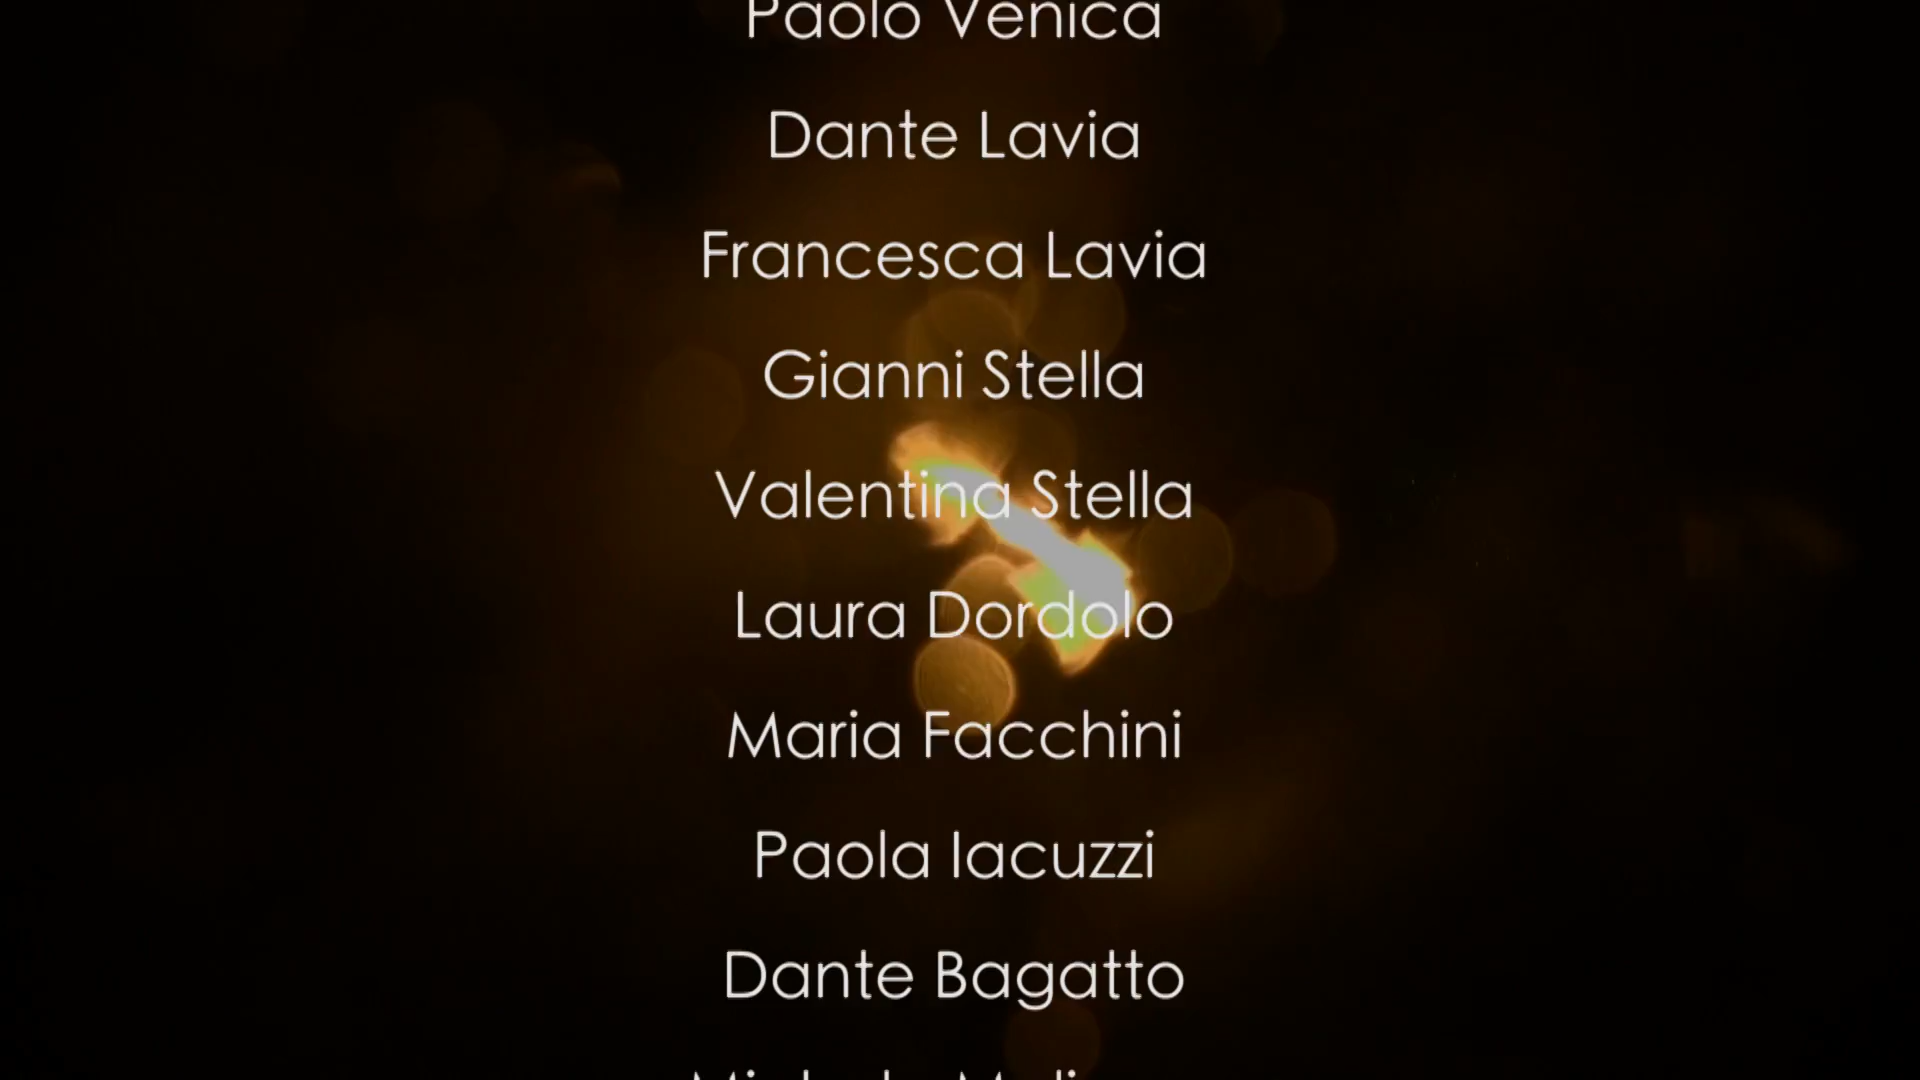 Paolo Venica
Dante Lavia
Francesca Lavia
Gianni Stella
Valentina Stella
Laura Dordolo
Maria Facchini
Paola Iacuzzi
Dante Bagatto